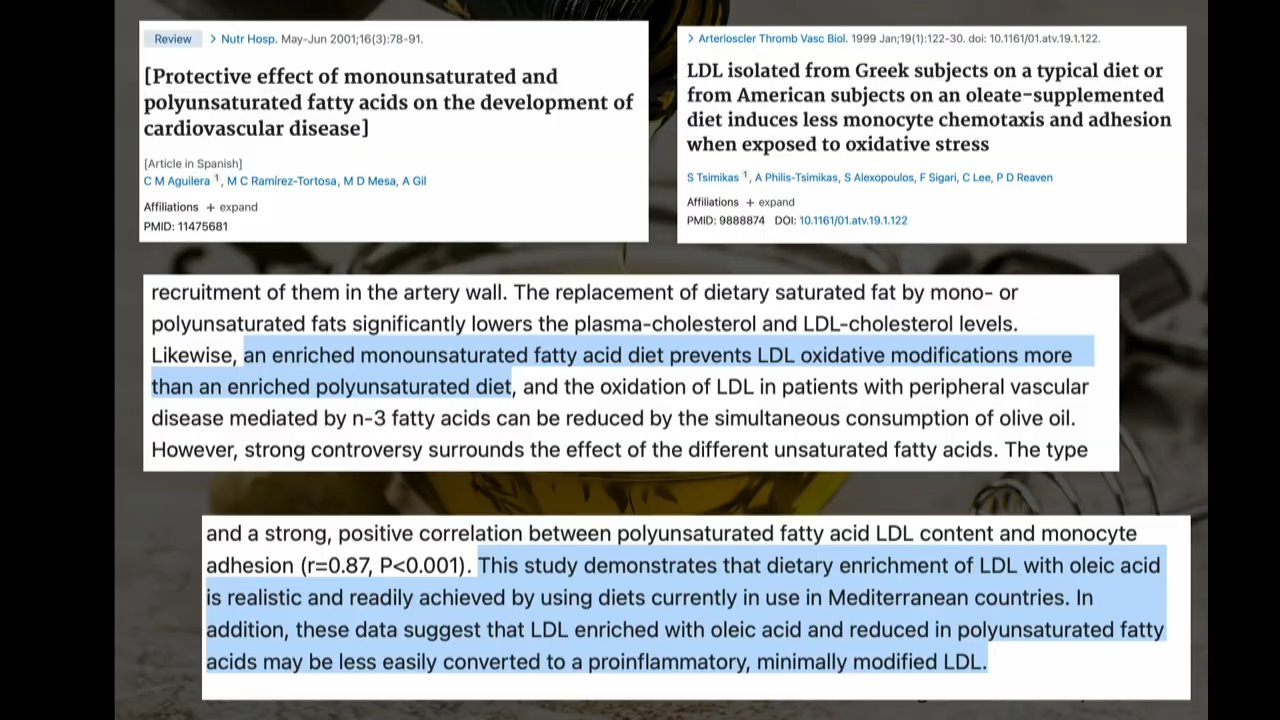 Review > Nutr Hosp. May-Jun 2001;16(3):78-91.
[Protective effect of monounsaturated and
polyunsaturated fatty acids on the development of
cardiovascular disease]
[Article in Spanish]
C M Aguilera 1, M C Ramírez-Tortosa, M D Mesa, A Gil
Affiliations + expand
PMID: 11475681
> Arterioscler Thromb Vasc Biol. 1999 Jan;19(1):122-30. doi: 10.1161/01.atv.19.1.122.
LDL isolated from Greek subjects on a typical diet or
from American subjects on an oleate-supplemented
diet induces less monocyte chemotaxis and adhesion
when exposed to oxidative stress
S Tsimikas 1, A Philis-Tsimikas, S Alexopoulos, F Sigari, C Lee, P D Reaven
Affiliations + expand
PMID: 9888874 DOI: 10.1161/01.atv.19.1.122
recruitment of them in the artery wall. The replacement of dietary saturated fat by mono- or
polyunsaturated fats significantly lowers the plasma-cholesterol and LDL-cholesterol levels.
Likewise, an enriched monounsaturated fatty acid diet prevents LDL oxidative modifications more
than an enriched polyunsaturated diet, and the oxidation of LDL in patients with peripheral vascular
disease mediated by n-3 fatty acids can be reduced by the simultaneous consumption of olive oil.
However, strong controversy surrounds the effect of the different unsaturated fatty acids. The type
and a strong, positive correlation between polyunsaturated fatty acid LDL content and monocyte
adhesion (r=0.87, P<0.001). This study demonstrates that dietary enrichment of LDL with oleic acid
is realistic and readily achieved by using diets currently in use in Mediterranean countries. In
addition, these data suggest that LDL enriched with oleic acid and reduced in polyunsaturated fatty
acids may be less easily converted to a proinflammatory, minimally modified LDL.